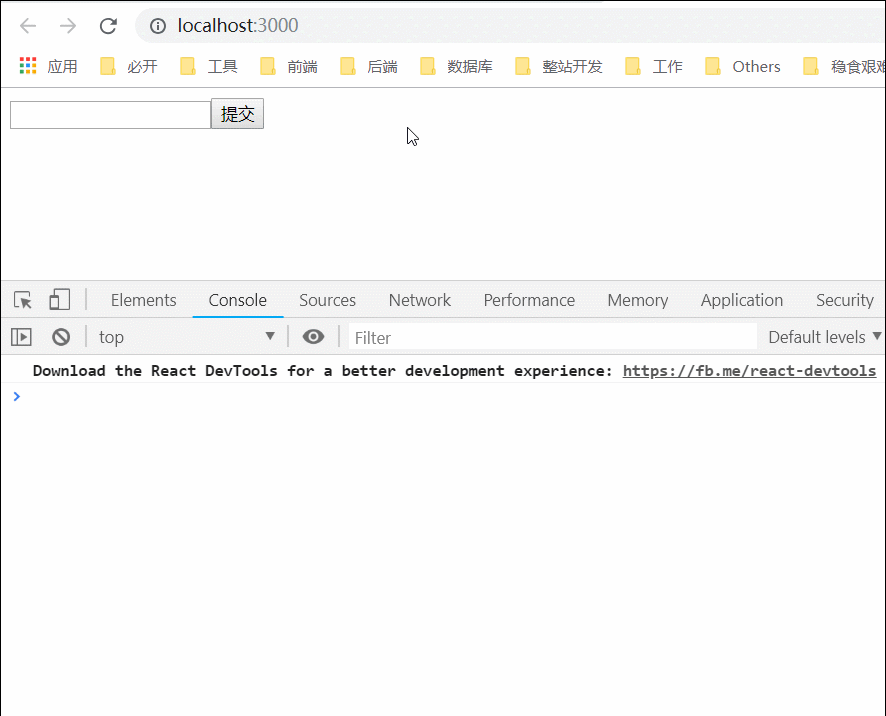 localhost:3000
应用 必开 工具 前端 后端 数据库 整站开发 工作 Others 稳食艰难
提交
Elements Console Sources Network Performance Memory Application Security
top Filter Default levels
Download the React DevTools for a better development experience: https://fb.me/react-devtools